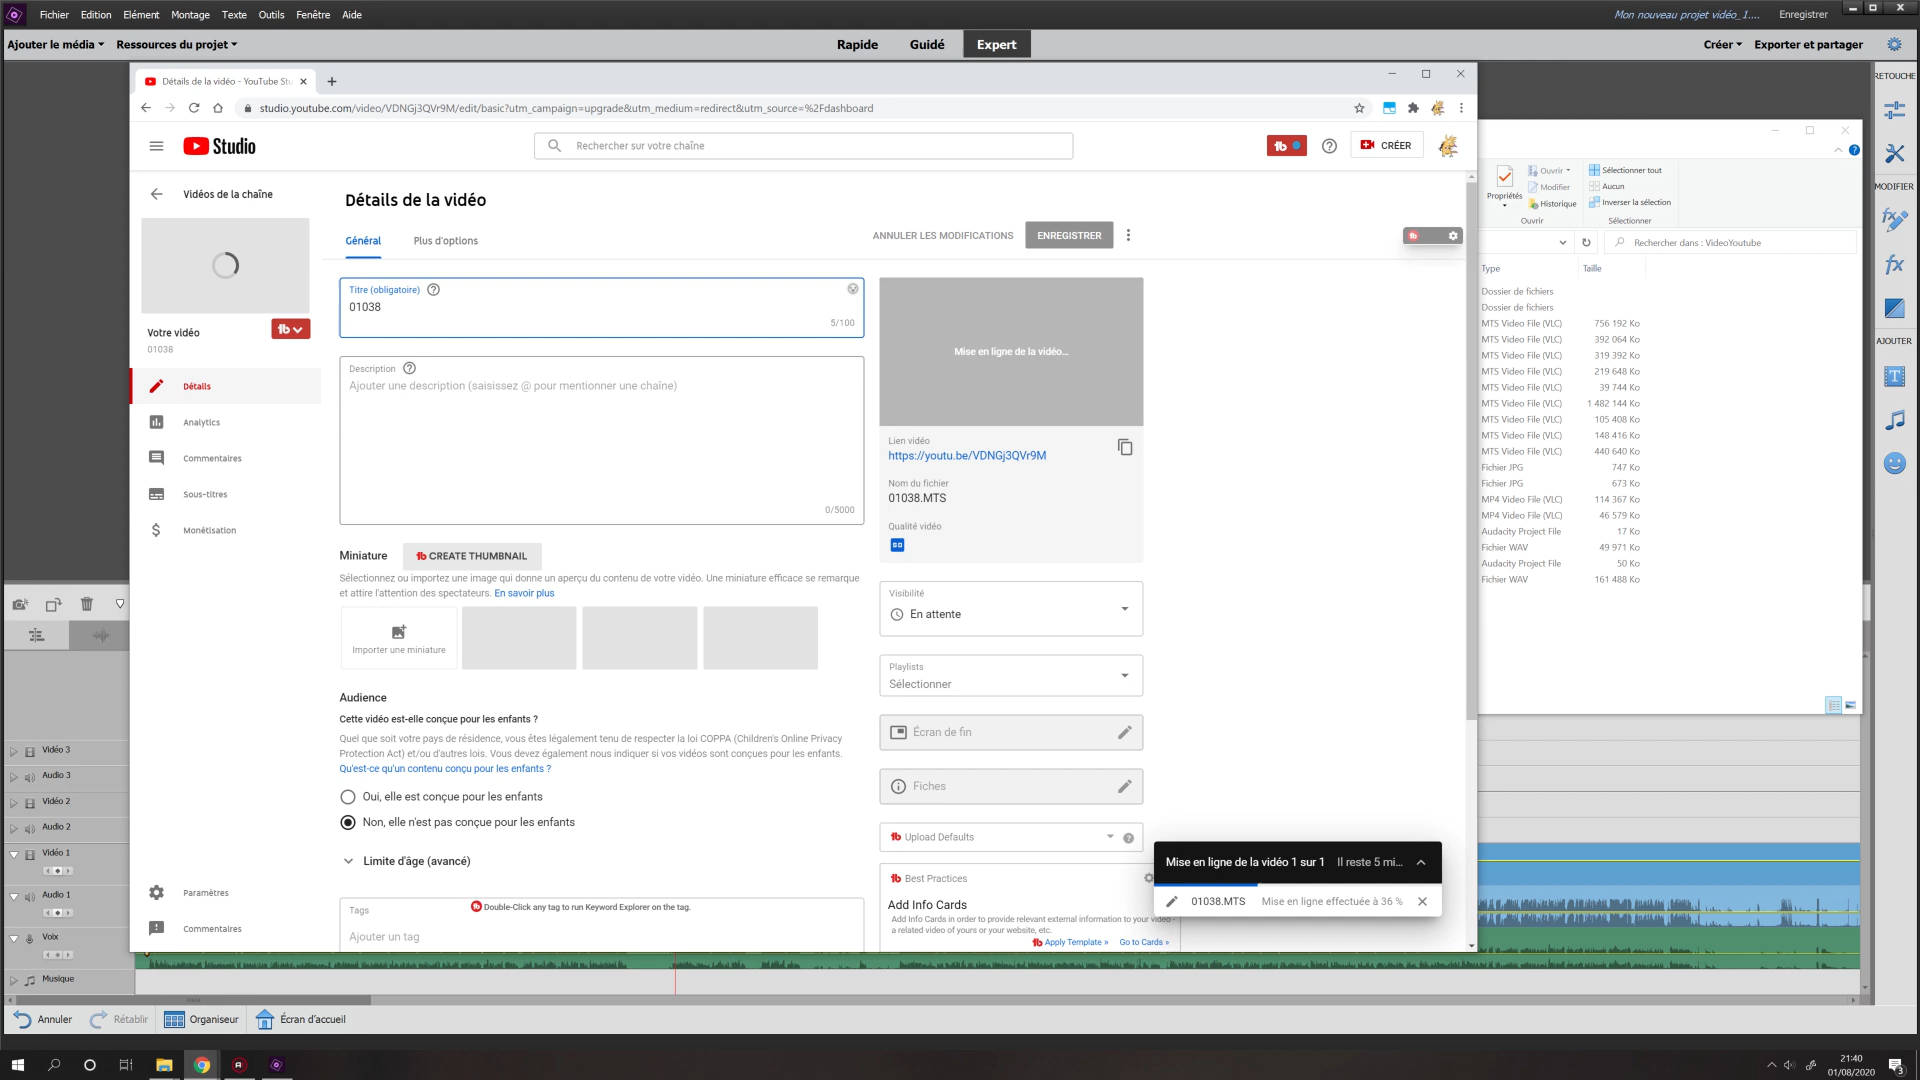 Fichier Edition Elément Montage Texte Outils Fenêtre Aide
Mon nouveau projet vidéo_1.... Enregistrer
Ajouter le média Ressources du projet
Rapide Guidé Expert
Créer Exporter et partager
RETOUCHE
MODIFIER
AJOUTER
Détails de la vidéo - YouTube Stu
studio.youtube.com/video/VDNGj3QVr9M/edit/basic?utm_campaign=upgrade&utm_medium=redirect&utm_source=%2Fdashboard
Studio
Rechercher sur votre chaîne
CRÉER
Vidéos de la chaîne
Votre vidéo
01038
Détails
Analytics
Commentaires
Sous-titres
Monétisation
Paramètres
Commentaires
Détails de la vidéo
Général Plus d'options
ANNULER LES MODIFICATIONS ENREGISTRER
Titre (obligatoire)
01038
5/100
Description
Ajouter une description (saisissez @ pour mentionner une chaîne)
0/5000
Miniature CREATE THUMBNAIL
Sélectionnez ou importez une image qui donne un aperçu du contenu de votre vidéo. Une miniature efficace se remarque
et attire l'attention des spectateurs. En savoir plus
Importer une miniature
Audience
Cette vidéo est-elle conçue pour les enfants ?
Quel que soit votre pays de résidence, vous êtes légalement tenu de respecter la loi COPPA (Children's Online Privacy
Protection Act) et/ou d'autres lois. Vous devez également nous indiquer si vos vidéos sont conçues pour les enfants.
Qu'est-ce qu'un contenu conçu pour les enfants ?
Oui, elle est conçue pour les enfants
Non, elle n'est pas conçue pour les enfants
Limite d'âge (avancé)
Tags
Double-Click any tag to run Keyword Explorer on the tag.
Ajouter un tag
Mise en ligne de la vidéo...
Lien vidéo
https://youtu.be/VDNGj3QVr9M
Nom du fichier
01038.MTS
Qualité vidéo
SD
Visibilité
En attente
Playlists
Sélectionner
Écran de fin
Fiches
Upload Defaults
Best Practices
Add Info Cards
Add Info Cards in order to provide relevant external information to your video -
a related video of yours or your website, etc.
Apply Template » Go to Cards »
Mise en ligne de la vidéo 1 sur 1 Il reste 5 mi...
01038.MTS Mise en ligne effectuée à 36 %
Propriétés
Ouvrir
Modifier
Historique
Ouvrir
Sélectionner tout
Aucun
Inverser la sélection
Sélectionner
Rechercher dans : VideoYoutube
Type Taille
Dossier de fichiers
Dossier de fichiers
MTS Video File (VLC) 756 192 Ko
MTS Video File (VLC) 392 064 Ko
MTS Video File (VLC) 319 392 Ko
MTS Video File (VLC) 219 648 Ko
MTS Video File (VLC) 39 744 Ko
MTS Video File (VLC) 1 482 144 Ko
MTS Video File (VLC) 105 408 Ko
MTS Video File (VLC) 148 416 Ko
MTS Video File (VLC) 440 640 Ko
Fichier JPG 747 Ko
Fichier JPG 673 Ko
MP4 Video File (VLC) 114 367 Ko
MP4 Video File (VLC) 46 579 Ko
Audacity Project File 17 Ko
Fichier WAV 49 971 Ko
Audacity Project File 50 Ko
Fichier WAV 161 488 Ko
Vidéo 3
Audio 3
Vidéo 2
Audio 2
Vidéo 1
Audio 1
Voix
Musique
Annuler Rétablir Organiseur Écran d'accueil
21:40
01/08/2020
3